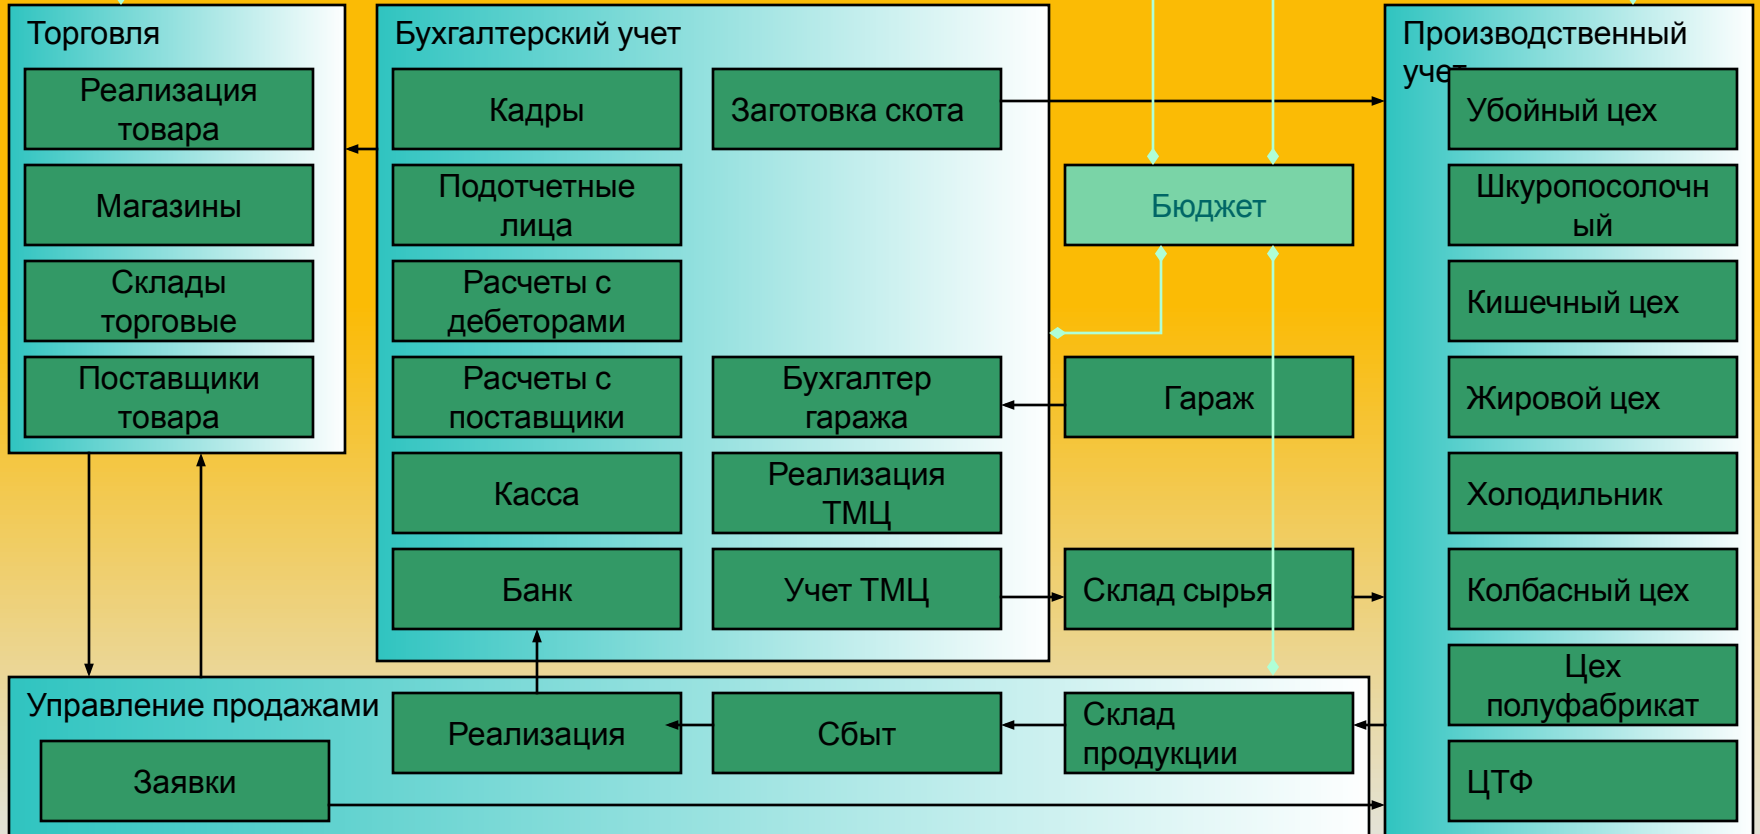 Торговля
Реализация
товара
Магазины
Склады
торговые
Поставщики
товара
Бухгалтерский учет
Кадры
Подотчетные
лица
Расчеты с
дебеторами
Расчеты с
поставщики
Касса
Банк
Заготовка скота
Бухгалтер
гаража
Реализация
ТМЦ
Учет ТМЦ
Бюджет
Гараж
Склад сырья
Производственный
учет
Убойный цех
Шкуропосолочн
ый
Кишечный цех
Жировой цех
Холодильник
Колбасный цех
Цех
полуфабрикат
ЦТФ
Управление продажами
Заявки
Реализация
Сбыт
Склад
продукции